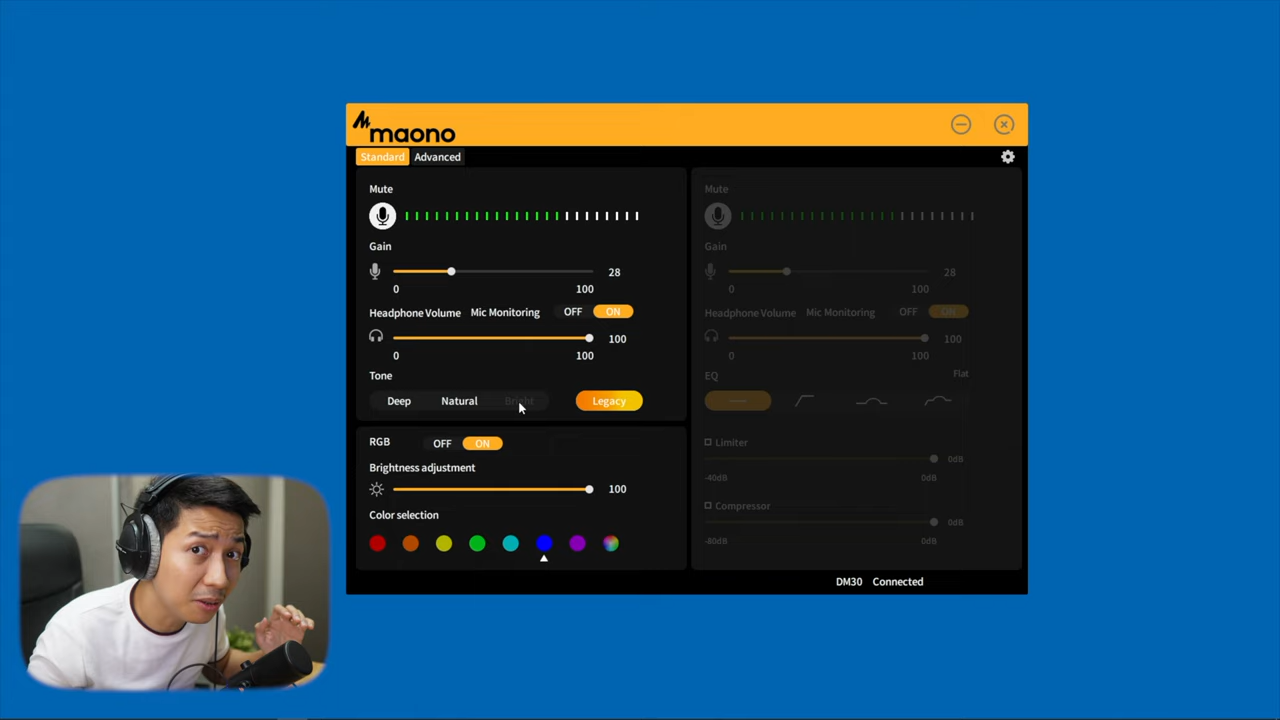 maono
Standard Advanced
Mute
Gain
28
0 100
Headphone Volume Mic Monitoring OFF ON
100
0 100
Tone
Deep Natural Bright Legacy
RGB OFF ON
Brightness adjustment
100
Color selection
Mute
Gain
28
0 100
Headphone Volume Mic Monitoring OFF ON
100
0 100
EQ Flat
Limiter
0dB
-40dB 0dB
Compressor
0dB
-80dB 0dB
DM30 Connected